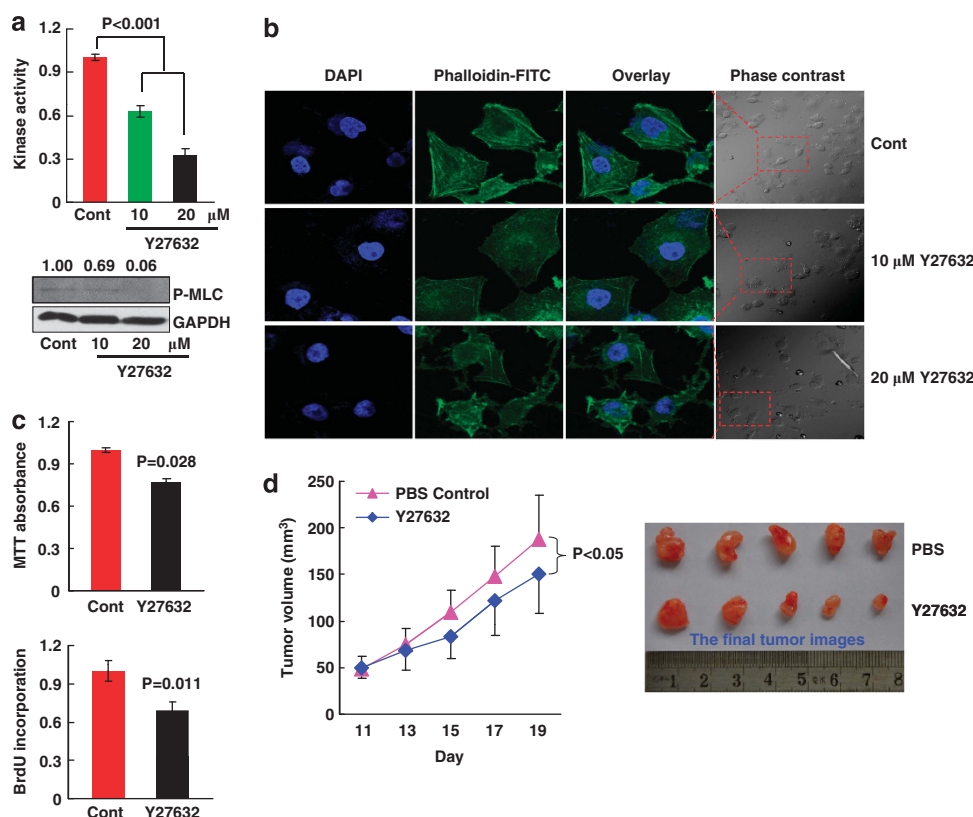 a
P<0.001
Kinase activity
1.2
0.9
0.6
0.3
0
Cont 10 20 μM
Y27632
1.00 0.69 0.06
P-MLC
GAPDH
Cont 10 20 μM
Y27632
b
DAPI Phalloidin-FITC Overlay Phase contrast
Cont
10 μM Y27632
20 μM Y27632
c
MTT absorbance
1.2
0.9
0.6
0.3
0
P=0.028
Cont Y27632
BrdU incorporation
1.2
0.9
0.6
0.3
0
P=0.011
Cont Y27632
d
Tumor volume (mm³)
250
200
150
100
50
0
PBS Control
Y27632
P<0.05
11 13 15 17 19
Day
PBS
Y27632
The final tumor images
1 2 3 4 5 6 7 8